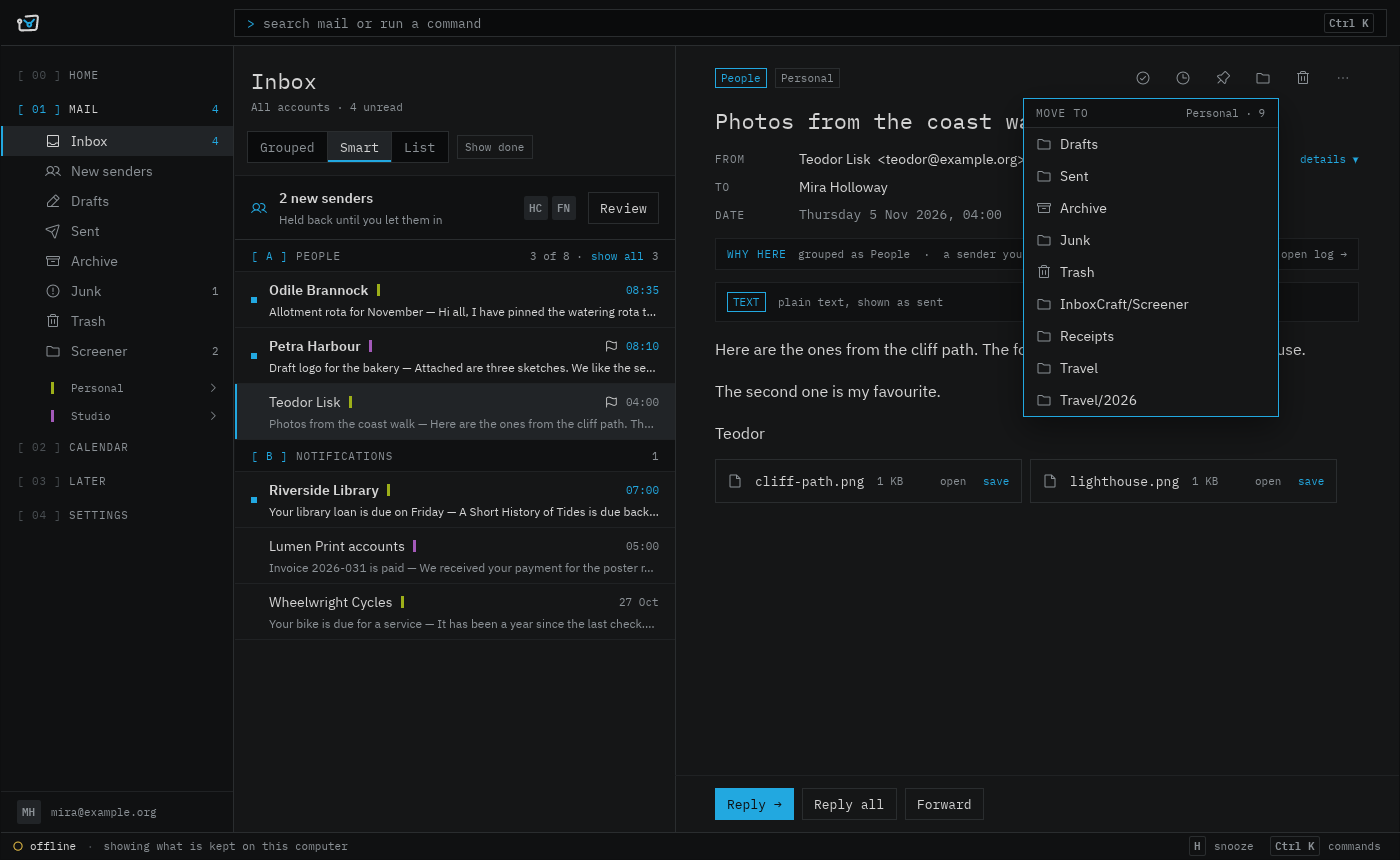 > search mail or run a command Ctrl K
[ 00 ] HOME
[ 01 ] MAIL 4
Inbox 4
New senders
Drafts
Sent
Archive
Junk 1
Trash
Screener 2
Personal
Studio
[ 02 ] CALENDAR
[ 03 ] LATER
[ 04 ] SETTINGS
MH mira@example.org
Inbox
All accounts · 4 unread
Grouped Smart List Show done
2 new senders
Held back until you let them in
HC FN Review
[ A ] PEOPLE 3 of 8 · show all 3
Odile Brannock 08:35
Allotment rota for November — Hi all, I have pinned the watering rota t…
Petra Harbour 08:10
Draft logo for the bakery — Attached are three sketches. We like the se…
Teodor Lisk 04:00
Photos from the coast walk — Here are the ones from the cliff path. Th…
[ B ] NOTIFICATIONS 1
Riverside Library 07:00
Your library loan is due on Friday — A Short History of Tides is due back…
Lumen Print accounts 05:00
Invoice 2026-031 is paid — We received your payment for the poster r…
Wheelwright Cycles 27 Oct
Your bike is due for a service — It has been a year since the last check.…
People Personal ···
Photos from the coast
FROM Teodor Lisk <teodor@example.org> details ▾
TO Mira Holloway
DATE Thursday 5 Nov 2026, 04:00
WHY HERE grouped as People · a sender you open log →
TEXT plain text, shown as sent
Here are the ones from the cliff path. The
The second one is my favourite.
Teodor
cliff-path.png 1 KB open save
lighthouse.png 1 KB open save
MOVE TO Personal · 9
Drafts
Sent
Archive
Junk
Trash
InboxCraft/Screener
Receipts
Travel
Travel/2026
Reply → Reply all Forward
offline · showing what is kept on this computer
H snooze Ctrl K commands